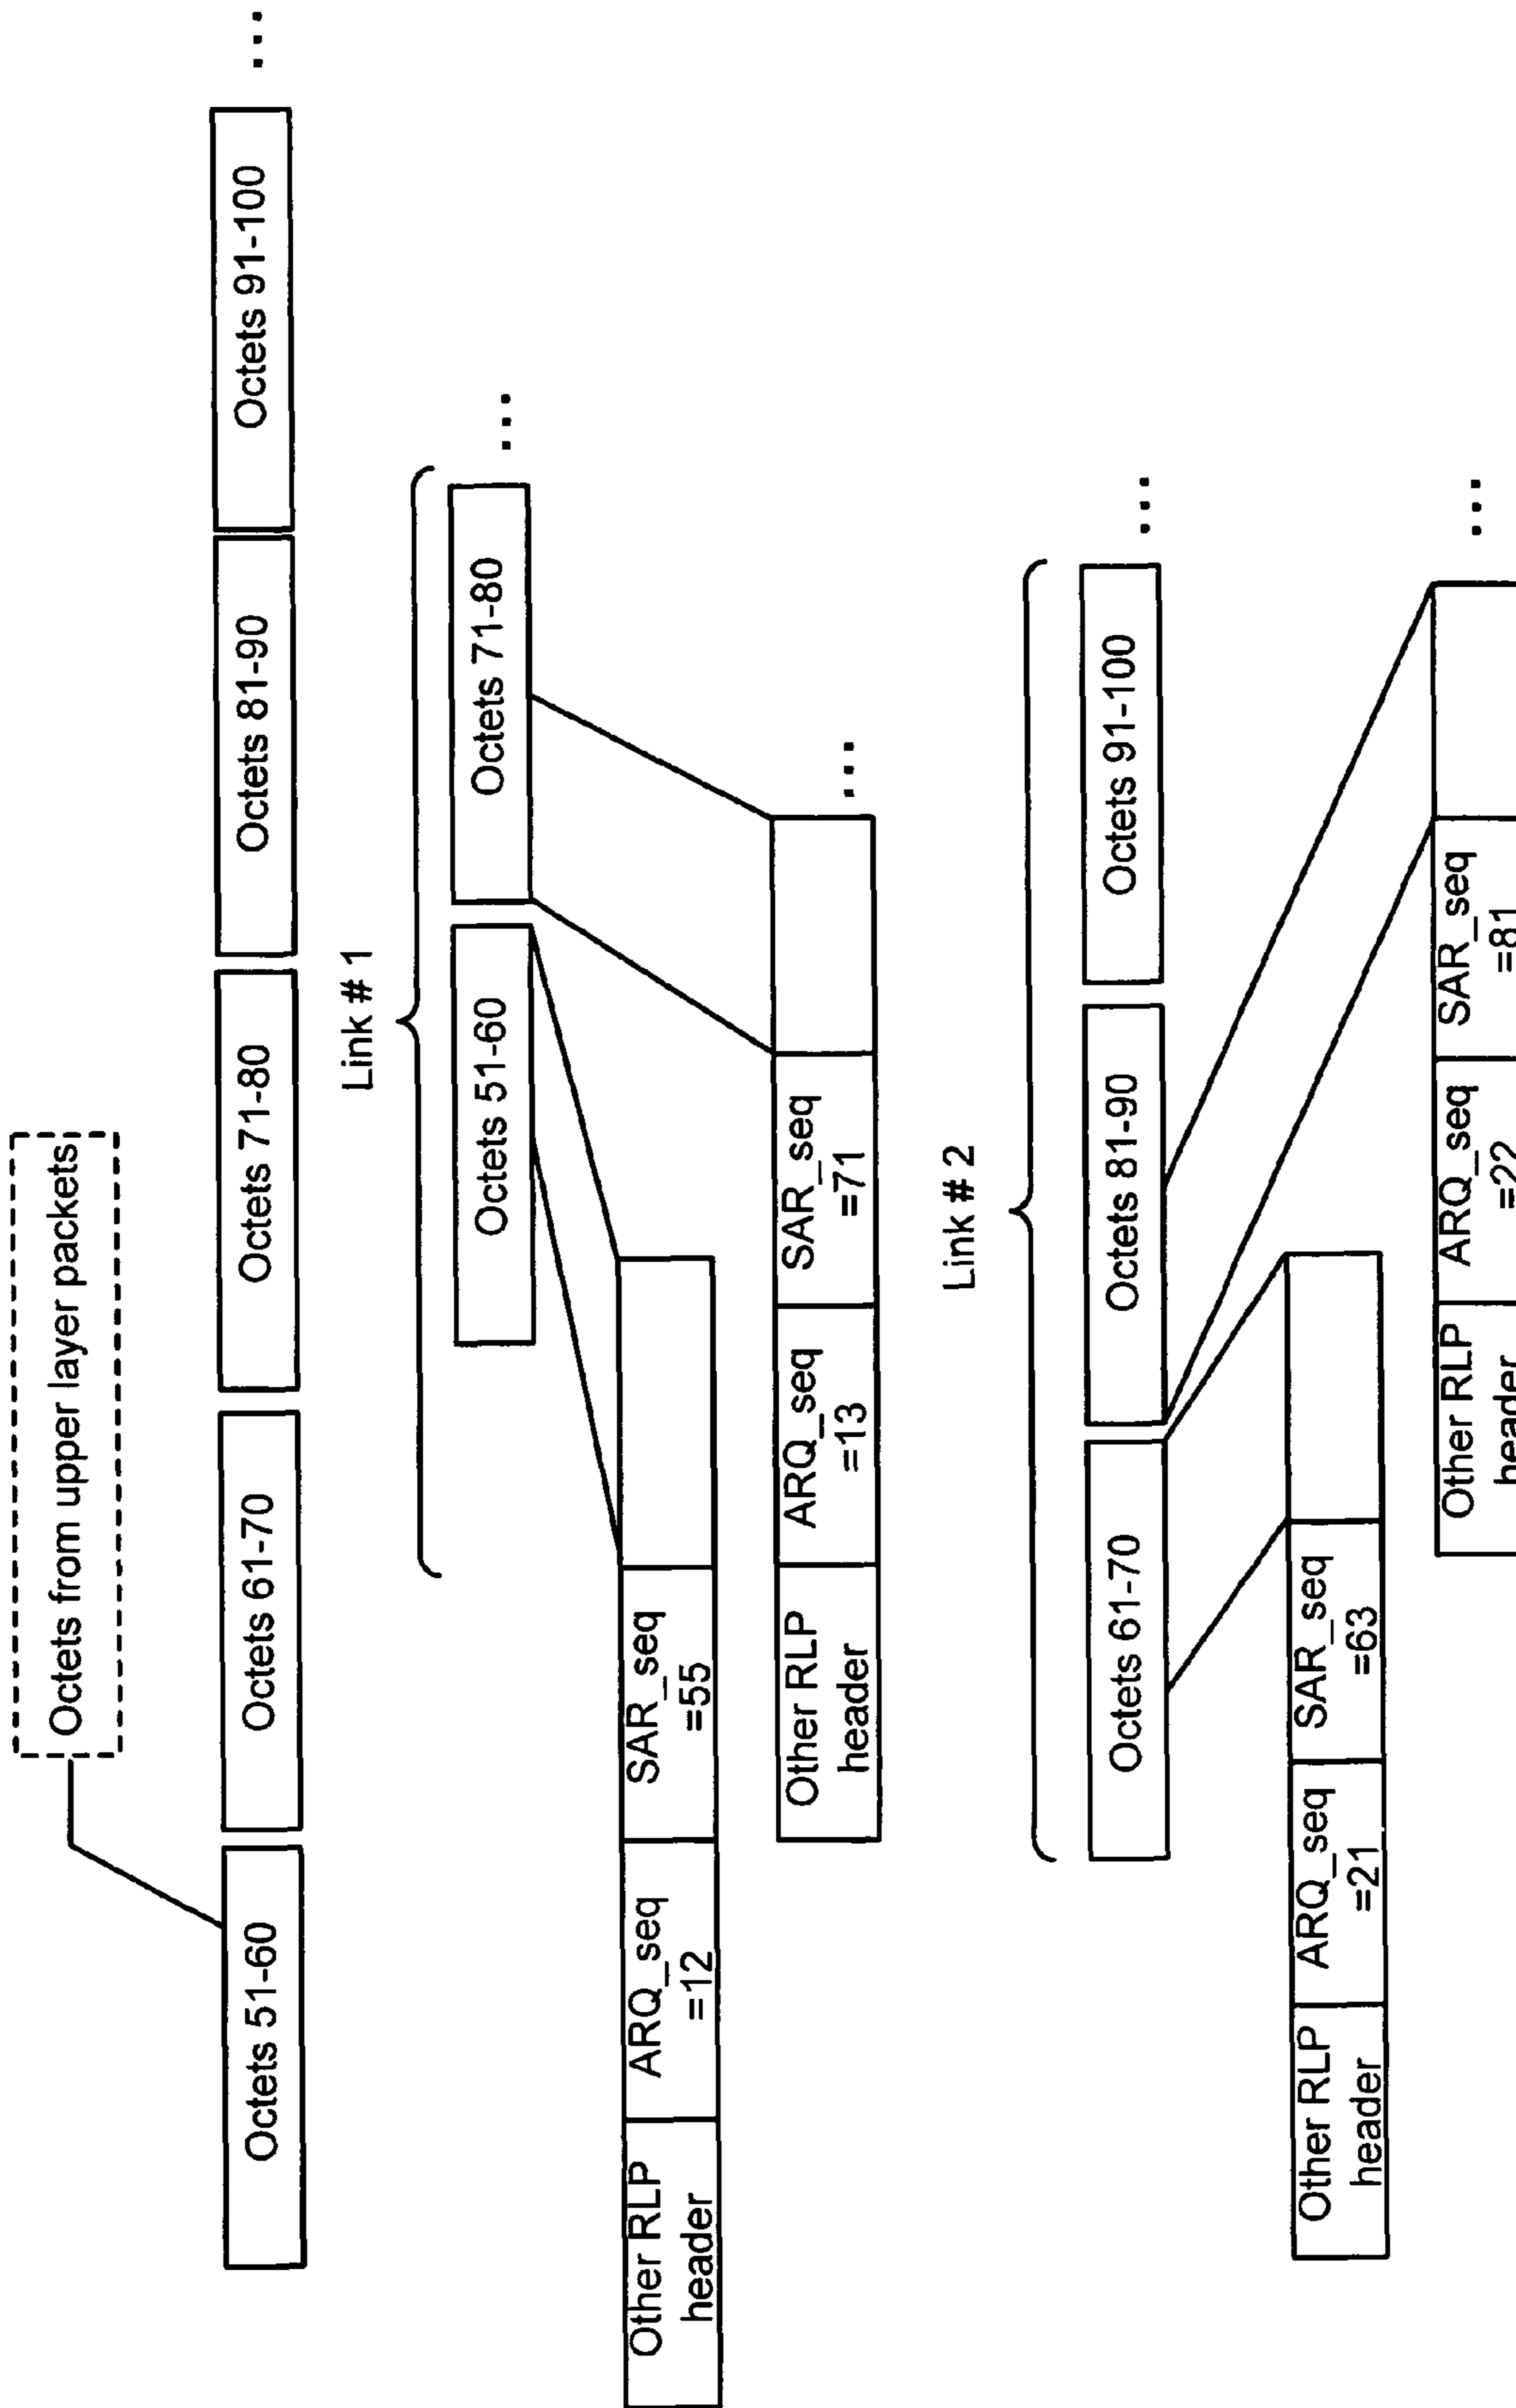 Octets from upper layer packets
Octets 51-60
Octets 61-70
Octets 71-80
Octets 81-90
Octets 91-100
...
Link # 1
Octets 51-60
Octets 71-80
...
Other RLP
header
ARQ_seq
=12
SAR_seq
=55
Other RLP
header
ARQ_seq
=13
SAR_seq
=71
...
Link # 2
Octets 61-70
Octets 81-90
Octets 91-100
...
Other RLP
header
ARQ_seq
=21
SAR_seq
=63
Other RLP
header
ARQ_seq
=22
SAR_seq
=81
...